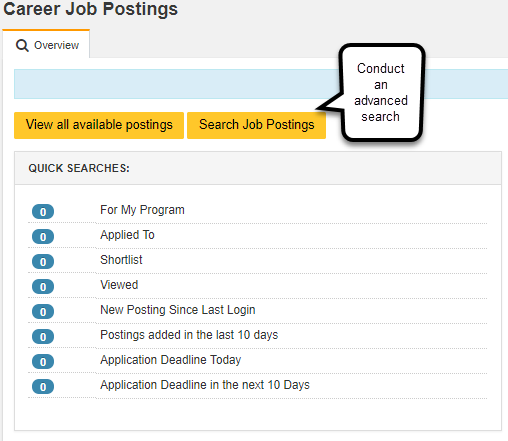 Career Job Postings
Overview
Conduct
an
advanced
search
View all available postings
Search Job Postings
QUICK SEARCHES:
0 For My Program
0 Applied To
0 Shortlist
0 Viewed
0 New Posting Since Last Login
0 Postings added in the last 10 days
0 Application Deadline Today
0 Application Deadline in the next 10 Days